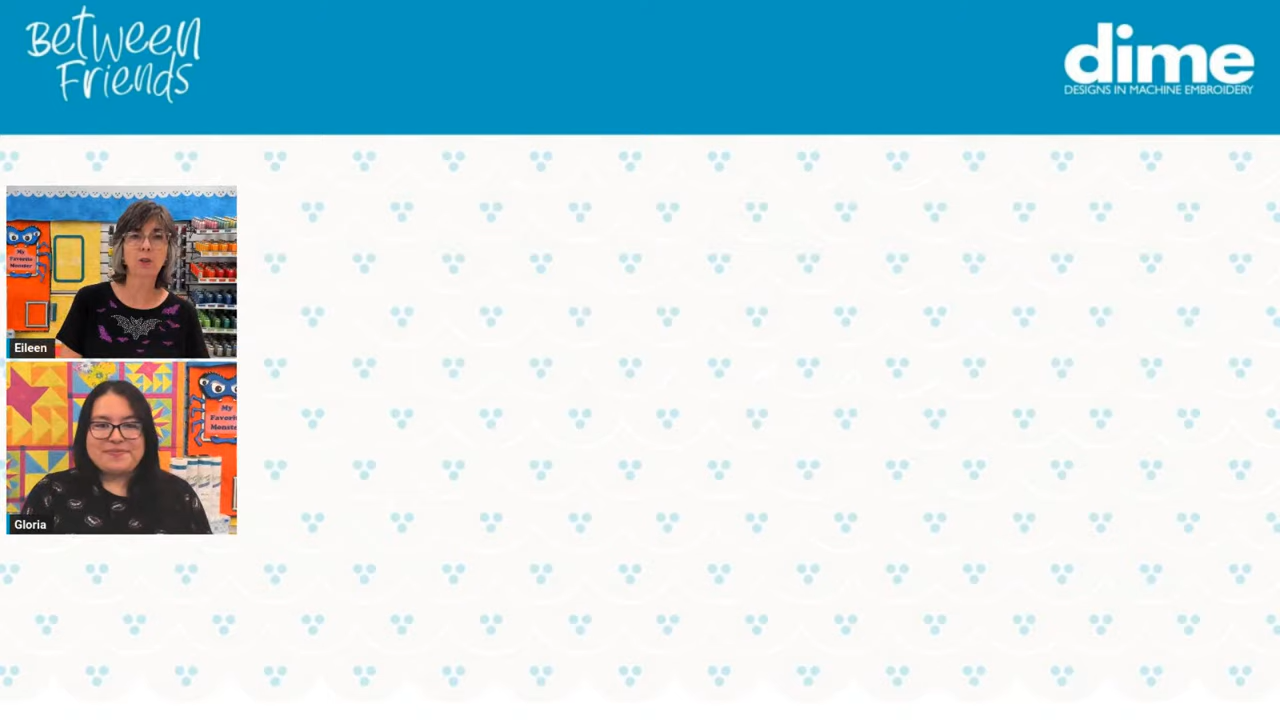 Between
Friends
dime
DESIGNS IN MACHINE EMBROIDERY
My
Favorite
Monster
Eileen
My
Favorite
Monster
Gloria